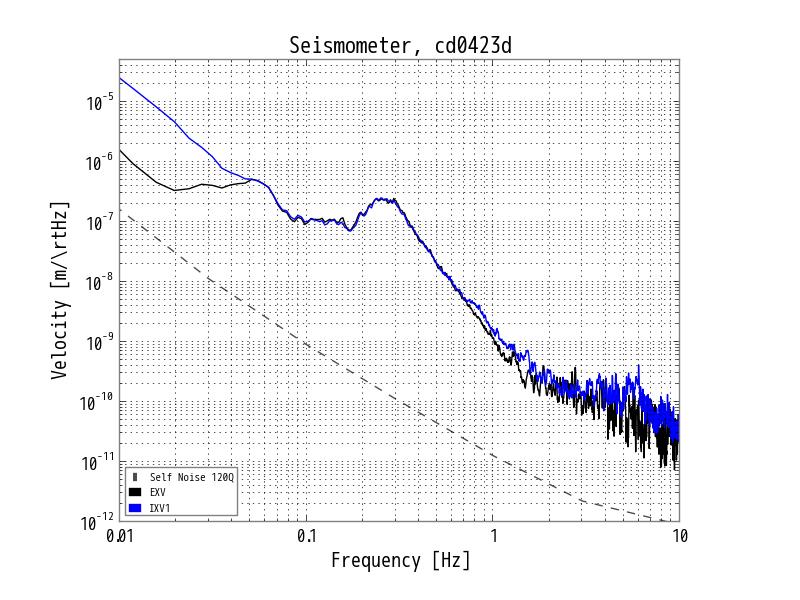 Seismometer, cd0423d
10^-5
10^-6
10^-7
10^-8
10^-9
10^-10
10^-11
10^-12
Velocity [m/\rtHz]
Self Noise 120Q
EXV
IXV1
0.01 0.1 1 10
Frequency [Hz]